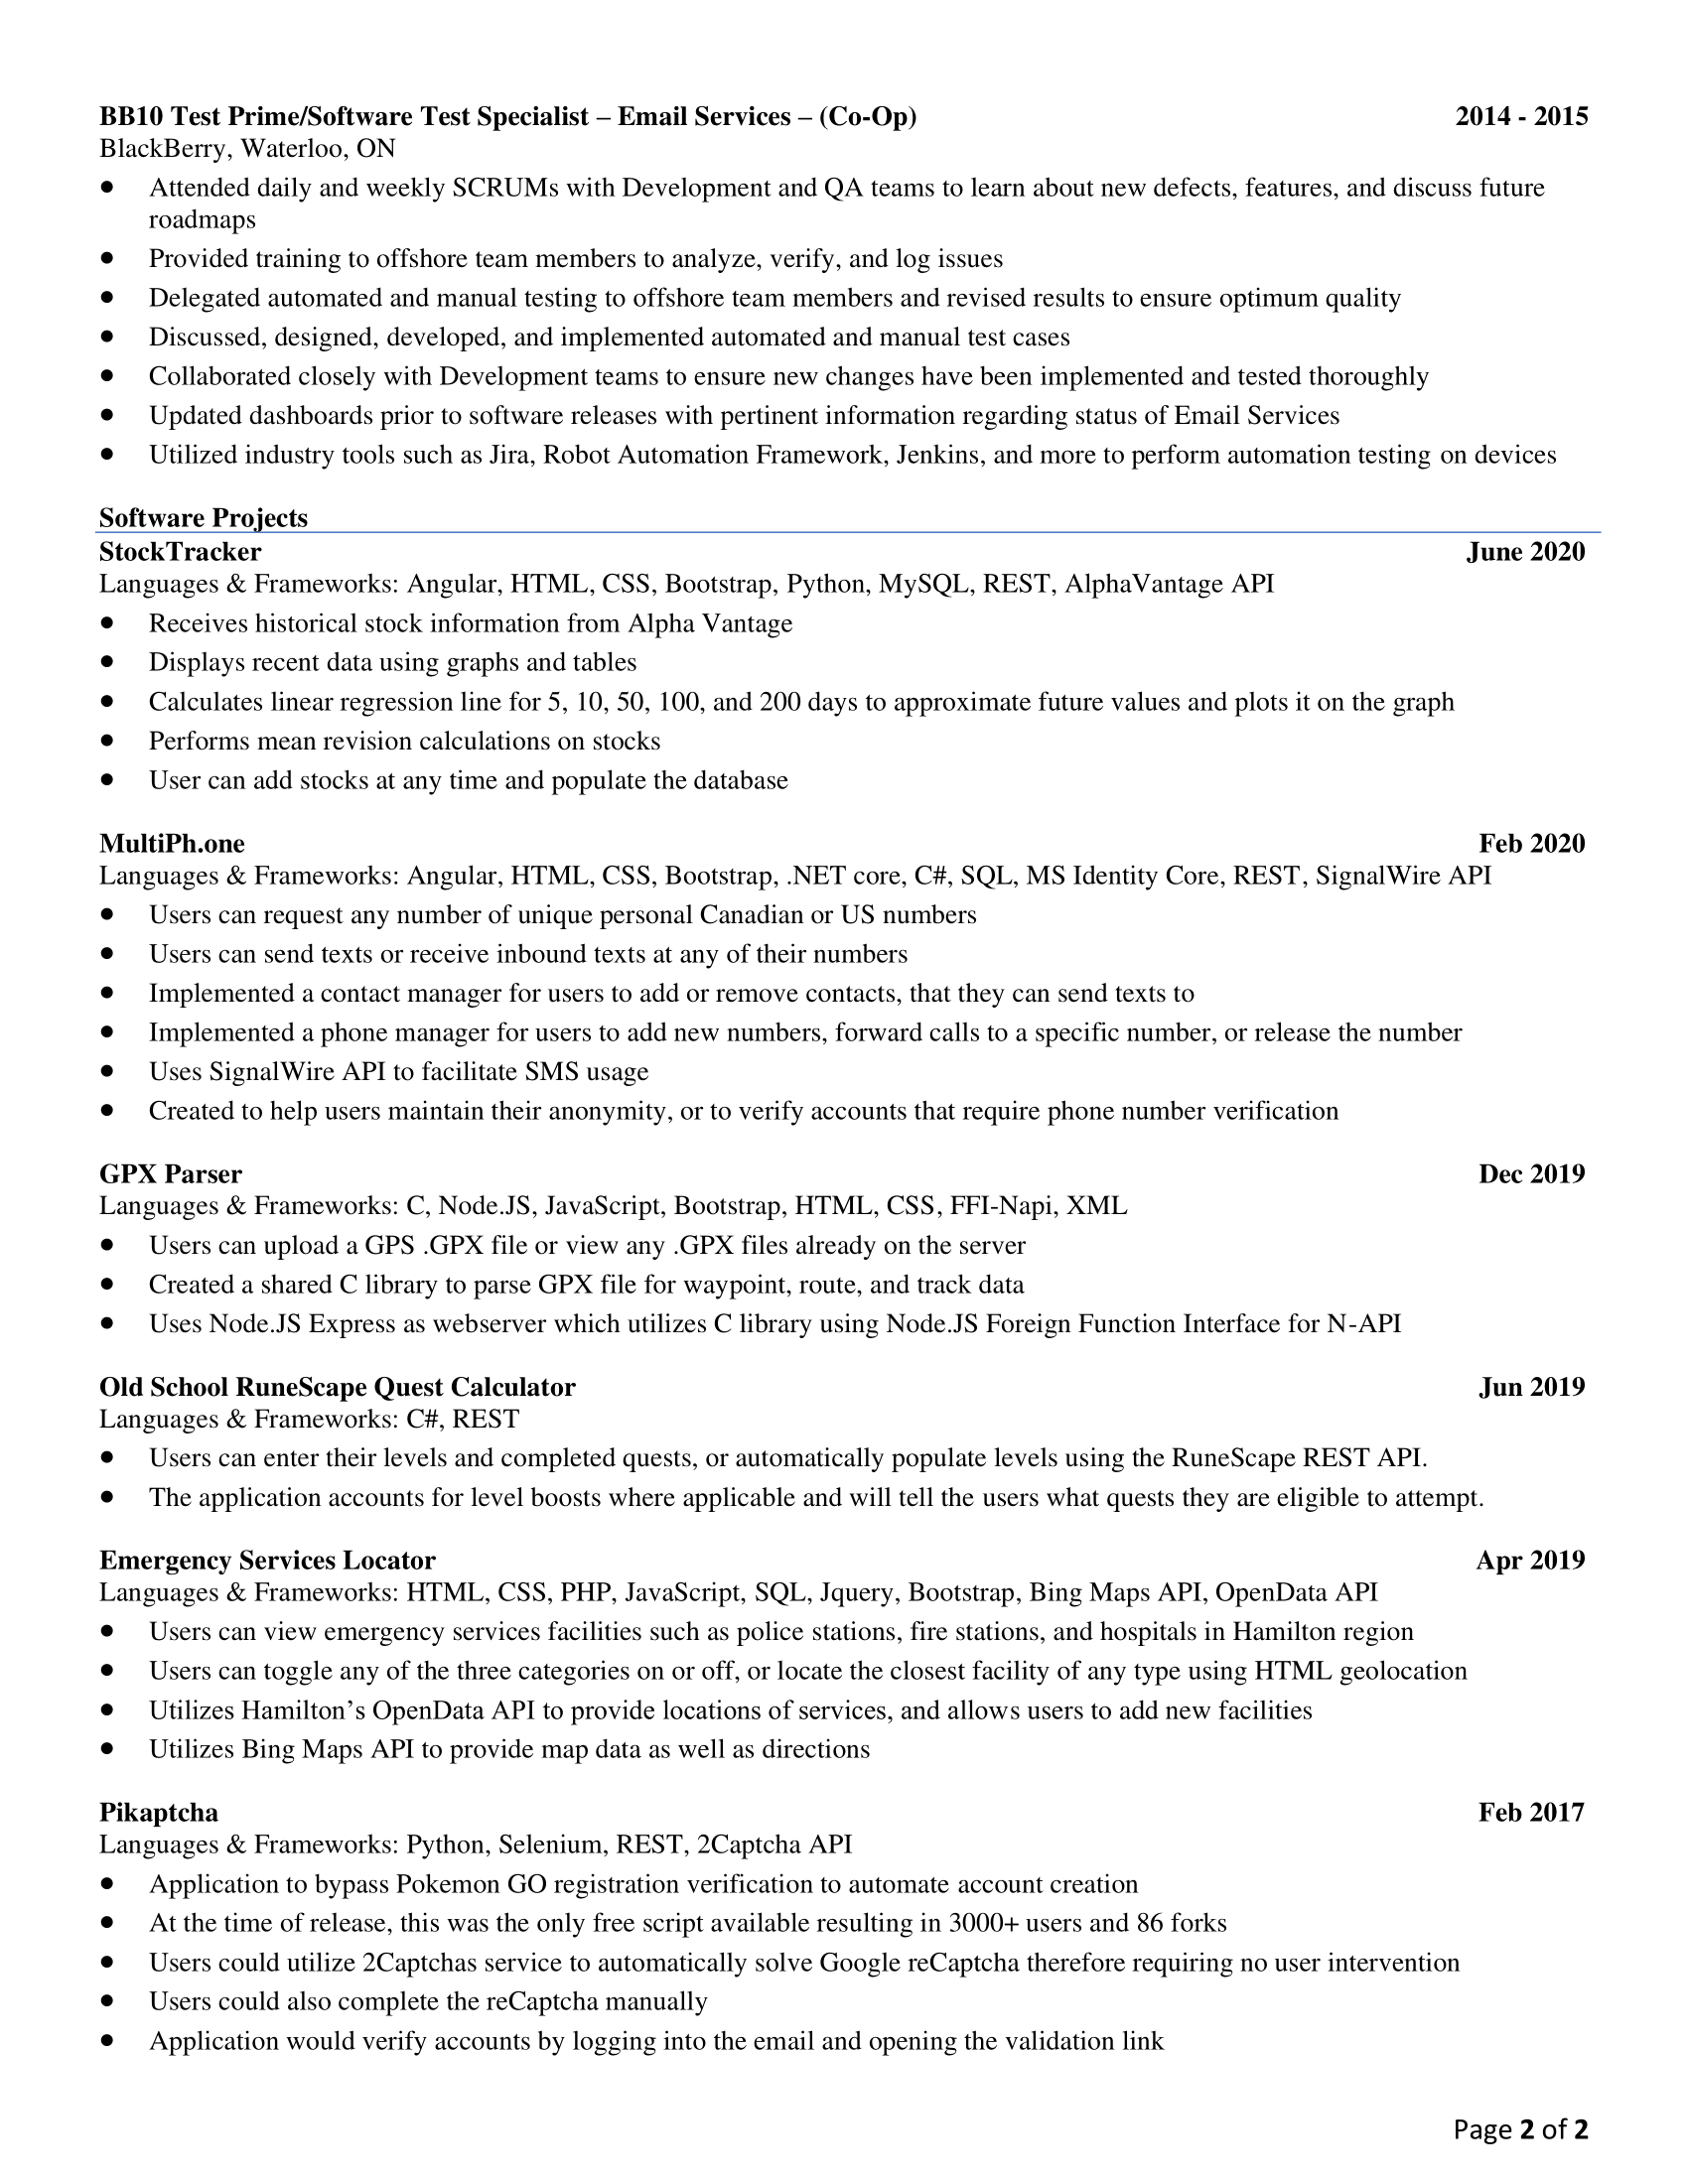 BB10 Test Prime/Software Test Specialist – Email Services – (Co-Op) 2014 - 2015
BlackBerry, Waterloo, ON
● Attended daily and weekly SCRUMs with Development and QA teams to learn about new defects, features, and discuss future
roadmaps
● Provided training to offshore team members to analyze, verify, and log issues
● Delegated automated and manual testing to offshore team members and revised results to ensure optimum quality
● Discussed, designed, developed, and implemented automated and manual test cases
● Collaborated closely with Development teams to ensure new changes have been implemented and tested thoroughly
● Updated dashboards prior to software releases with pertinent information regarding status of Email Services
● Utilized industry tools such as Jira, Robot Automation Framework, Jenkins, and more to perform automation testing on devices
Software Projects
StockTracker June 2020
Languages & Frameworks: Angular, HTML, CSS, Bootstrap, Python, MySQL, REST, AlphaVantage API
● Receives historical stock information from Alpha Vantage
● Displays recent data using graphs and tables
● Calculates linear regression line for 5, 10, 50, 100, and 200 days to approximate future values and plots it on the graph
● Performs mean revision calculations on stocks
● User can add stocks at any time and populate the database
MultiPh.one Feb 2020
Languages & Frameworks: Angular, HTML, CSS, Bootstrap, .NET core, C#, SQL, MS Identity Core, REST, SignalWire API
● Users can request any number of unique personal Canadian or US numbers
● Users can send texts or receive inbound texts at any of their numbers
● Implemented a contact manager for users to add or remove contacts, that they can send texts to
● Implemented a phone manager for users to add new numbers, forward calls to a specific number, or release the number
● Uses SignalWire API to facilitate SMS usage
● Created to help users maintain their anonymity, or to verify accounts that require phone number verification
GPX Parser Dec 2019
Languages & Frameworks: C, Node.JS, JavaScript, Bootstrap, HTML, CSS, FFI-Napi, XML
● Users can upload a GPS .GPX file or view any .GPX files already on the server
● Created a shared C library to parse GPX file for waypoint, route, and track data
● Uses Node.JS Express as webserver which utilizes C library using Node.JS Foreign Function Interface for N-API
Old School RuneScape Quest Calculator Jun 2019
Languages & Frameworks: C#, REST
● Users can enter their levels and completed quests, or automatically populate levels using the RuneScape REST API.
● The application accounts for level boosts where applicable and will tell the users what quests they are eligible to attempt.
Emergency Services Locator Apr 2019
Languages & Frameworks: HTML, CSS, PHP, JavaScript, SQL, Jquery, Bootstrap, Bing Maps API, OpenData API
● Users can view emergency services facilities such as police stations, fire stations, and hospitals in Hamilton region
● Users can toggle any of the three categories on or off, or locate the closest facility of any type using HTML geolocation
● Utilizes Hamilton’s OpenData API to provide locations of services, and allows users to add new facilities
● Utilizes Bing Maps API to provide map data as well as directions
Pikaptcha Feb 2017
Languages & Frameworks: Python, Selenium, REST, 2Captcha API
● Application to bypass Pokemon GO registration verification to automate account creation
● At the time of release, this was the only free script available resulting in 3000+ users and 86 forks
● Users could utilize 2Captchas service to automatically solve Google reCaptcha therefore requiring no user intervention
● Users could also complete the reCaptcha manually
● Application would verify accounts by logging into the email and opening the validation link
Page 2 of 2